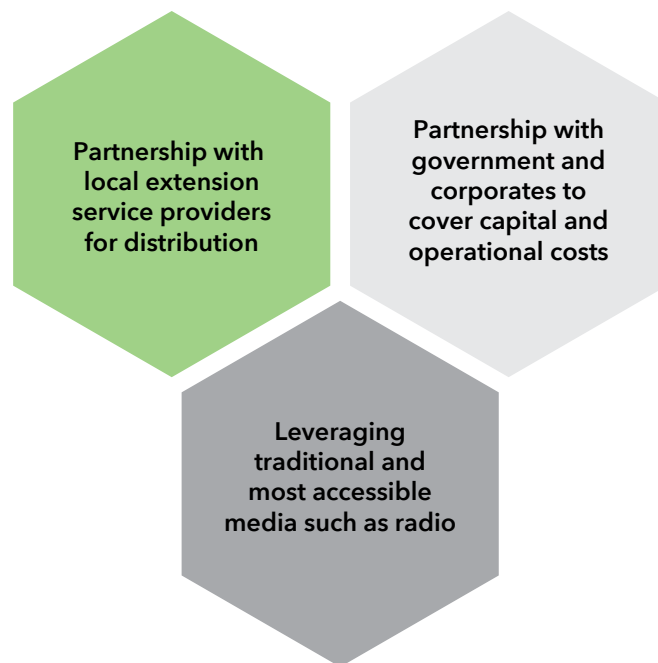 Partnership with
local extension
service providers
for distribution
Partnership with
government and
corporates to
cover capital and
operational costs
Leveraging
traditional and
most accessible
media such as radio